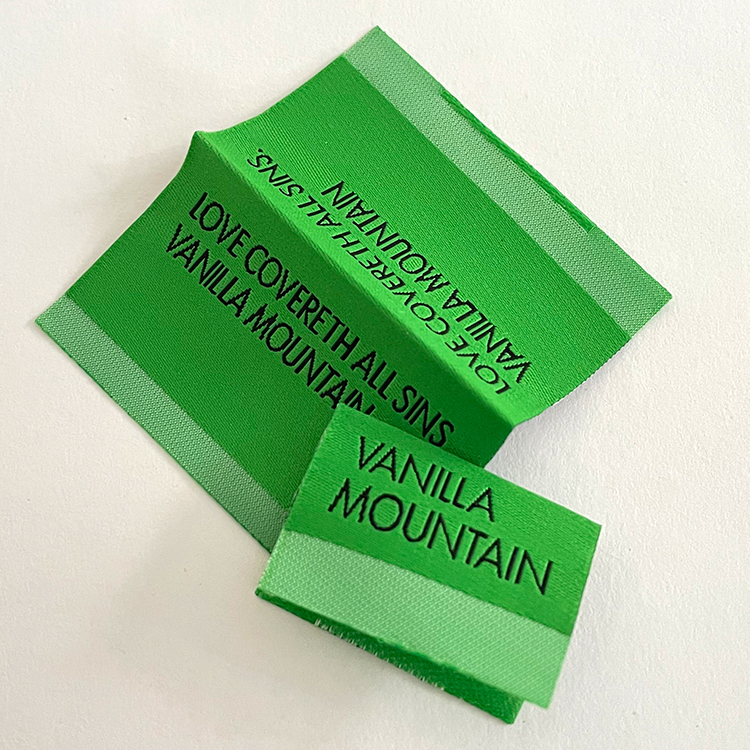 LOVE COVERETH ALL SINS.
VANILLA MOUNTAIN
LOVE COVERETH ALL SINS
VANILLA MOUNTAIN
VANILLA
MOUNTAIN